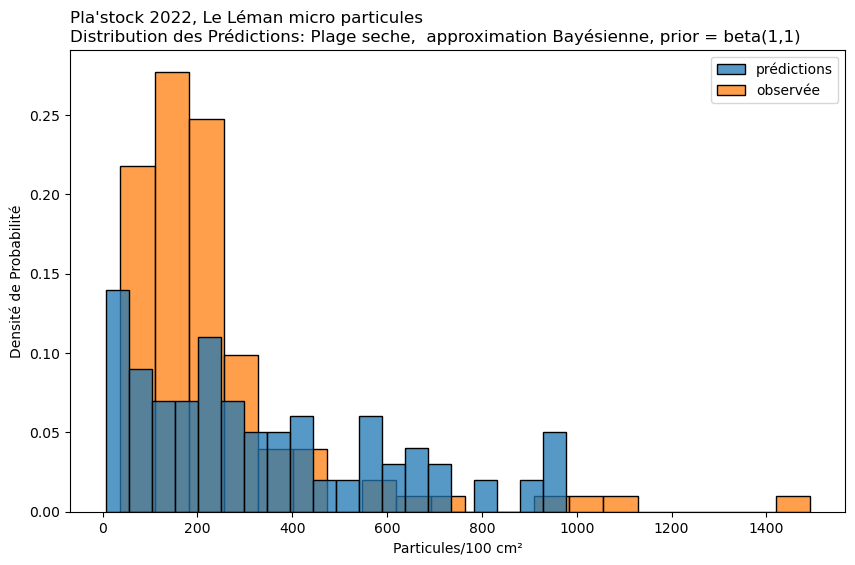 Pla'stock 2022, Le Léman micro particules
Distribution des Prédictions: Plage seche,  approximation Bayésienne, prior = beta(1,1)
prédictions
observée
Densité de Probabilité
0.25
0.20
0.15
0.10
0.05
0.00
0 200 400 600 800 1000 1200 1400
Particules/100 cm²